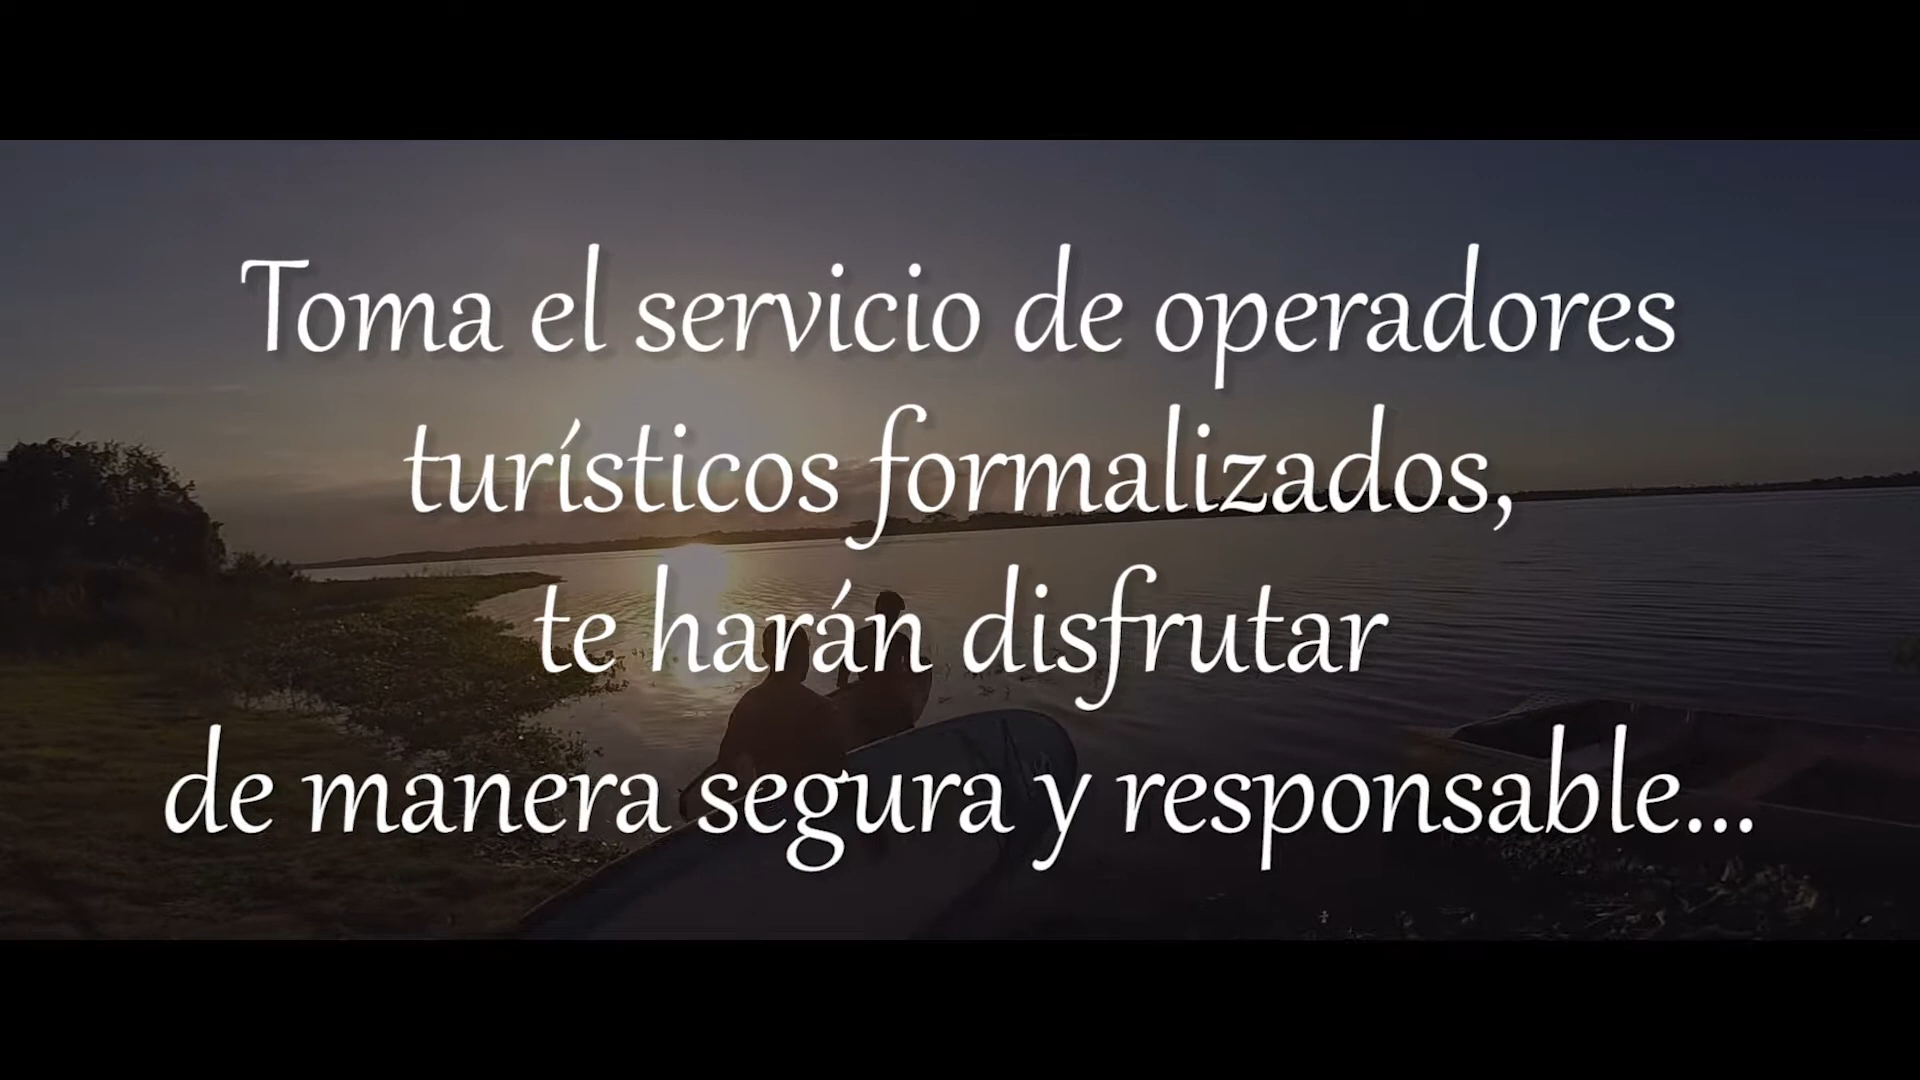 Toma el servicio de operadores
turísticos formalizados,
te harán disfrutar
de manera segura y responsable...